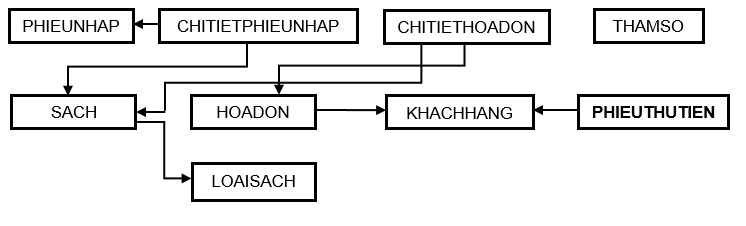 PHIEUNHAP
CHITIETPHIEUNHAP
CHITIETHOADON
THAMSO
SACH
HOADON
KHACHHANG
PHIEUTHUTIEN
LOAISACH